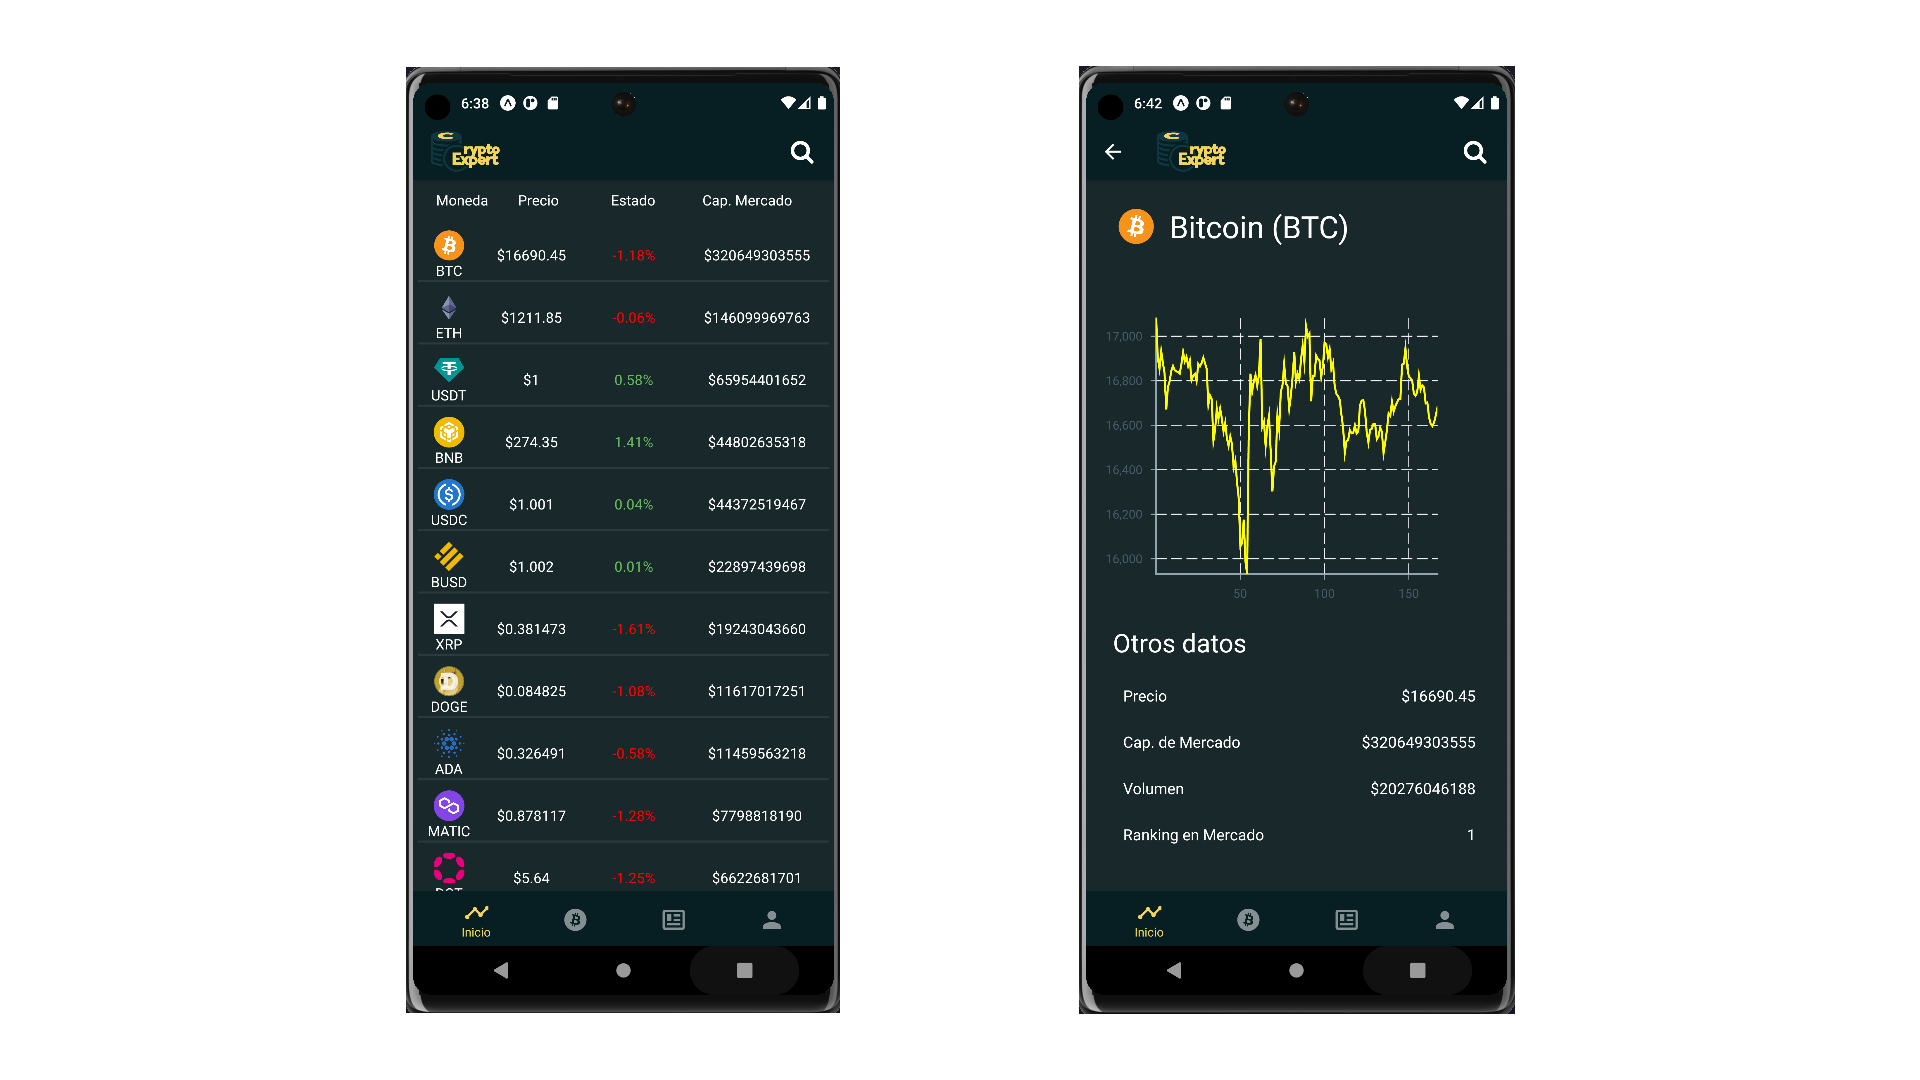 6:38
Crypto
Expert
Moneda Precio Estado Cap. Mercado
BTC $16690.45 -1.18% $320649303555
ETH $1211.85 -0.06% $146099969763
USDT $1 0.58% $65954401652
BNB $274.35 1.41% $44802635318
USDC $1.001 0.04% $44372519467
BUSD $1.002 0.01% $22897439698
XRP $0.381473 -1.61% $19243043660
DOGE $0.084825 -1.08% $11617017251
ADA $0.326491 -0.58% $11459563218
MATIC $0.878117 -1.28% $7798818190
DOT $5.64 -1.25% $6622681701
Inicio
6:42
Crypto
Expert
Bitcoin (BTC)
17,000
16,800
16,600
16,400
16,200
16,000
50 100 150
Otros datos
Precio $16690.45
Cap. de Mercado $320649303555
Volumen $20276046188
Ranking en Mercado 1
Inicio